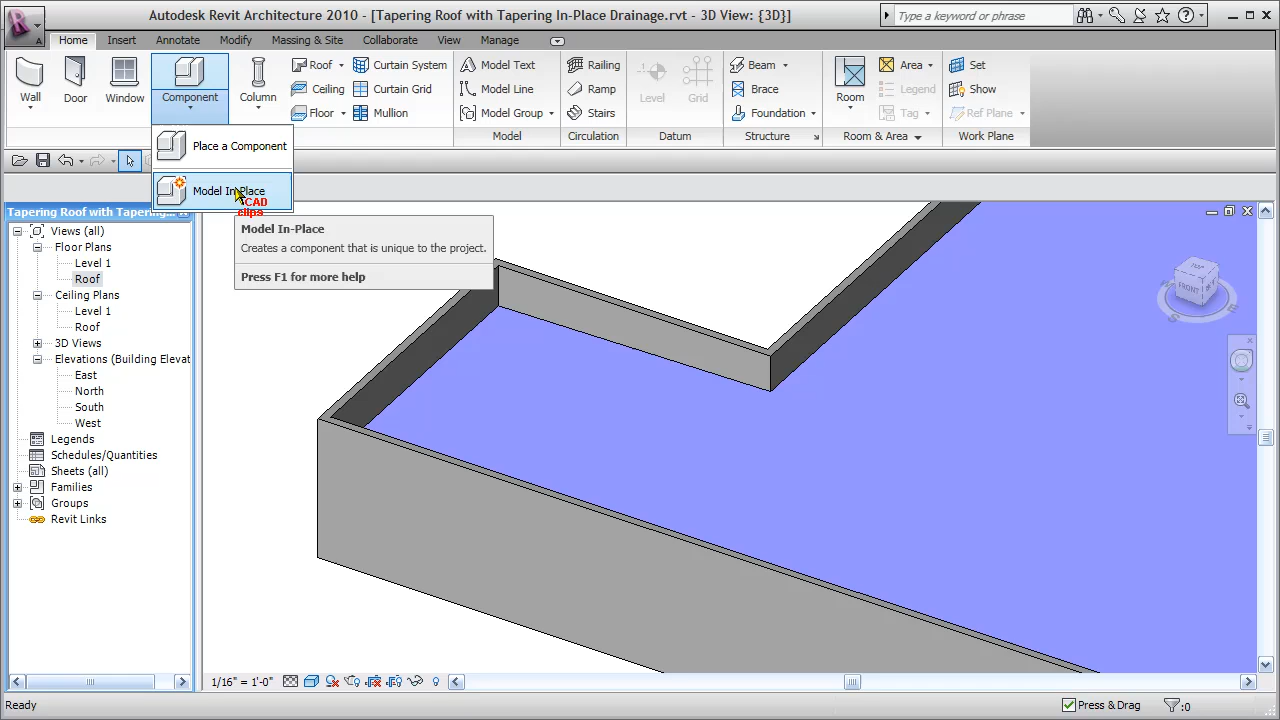 Autodesk Revit Architecture 2010 - [Tapering Roof with Tapering In-Place Drainage.rvt - 3D View: {3D}]
Type a keyword or phrase
Home Insert Annotate Modify Massing & Site Collaborate View Manage
Wall
Door
Window
Component
Column
Roof
Ceiling
Floor
Curtain System
Curtain Grid
Mullion
Model Text
Model Line
Model Group
Model
Railing
Ramp
Stairs
Circulation
Level
Grid
Datum
Beam
Brace
Foundation
Structure
Room
Area
Legend
Tag
Room & Area
Set
Show
Ref Plane
Work Plane
Place a Component
Model In-Place
CAD
clips
Model In-Place
Creates a component that is unique to the project.
Press F1 for more help
Tapering Roof with Tapering...
Views (all)
Floor Plans
Level 1
Roof
Ceiling Plans
Level 1
Roof
3D Views
Elevations (Building Elevat
East
North
South
West
Legends
Schedules/Quantities
Sheets (all)
Families
Groups
Revit Links
TOP
FRONT
S
1/16" = 1'-0"
Ready
Press & Drag
:0